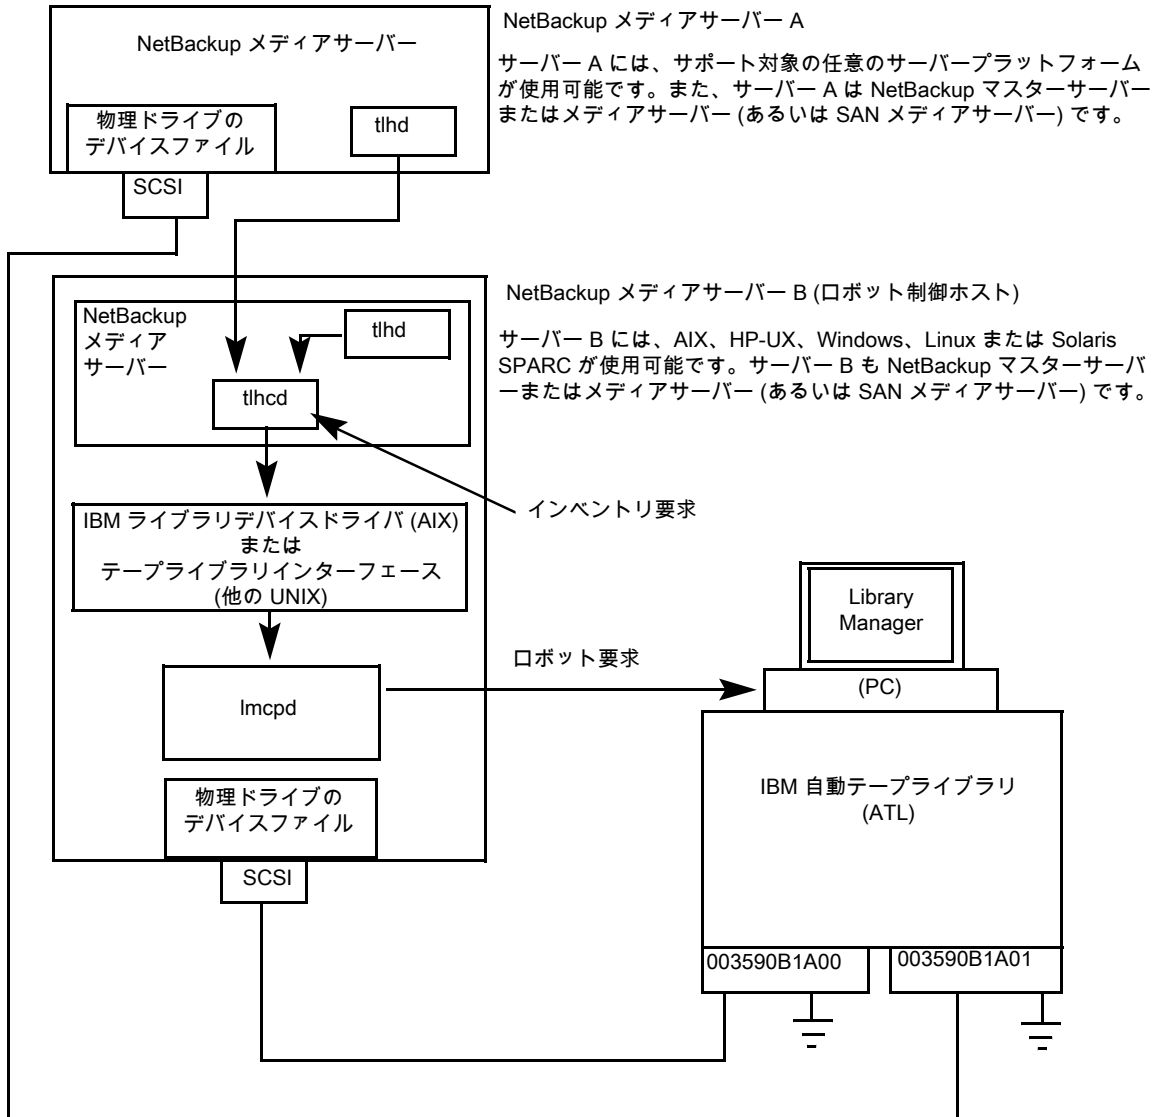 NetBackup メディアサーバー A
NetBackup メディアサーバー
サーバー A には、サポート対象の任意のサーバープラットフォーム
が使用可能です。また、サーバー A は NetBackup マスターサーバー
またはメディアサーバー (あるいは SAN メディアサーバー) です。
物理ドライブの
デバイスファイル
tlhd
SCSI
NetBackup メディアサーバー B (ロボット制御ホスト)
サーバー B には、AIX、HP-UX、Windows、Linux または Solaris
SPARC が使用可能です。サーバー B も NetBackup マスターサーバ
ーまたはメディアサーバー (あるいは SAN メディアサーバー) です。
NetBackup
メディア
サーバー
tlhd
tlhcd
インベントリ要求
IBM ライブラリデバイスドライバ (AIX)
または
テープライブラリインターフェース
(他の UNIX)
Library
Manager
(PC)
ロボット要求
lmcpd
IBM 自動テープライブラリ
(ATL)
物理ドライブの
デバイスファイル
SCSI
003590B1A00
003590B1A01